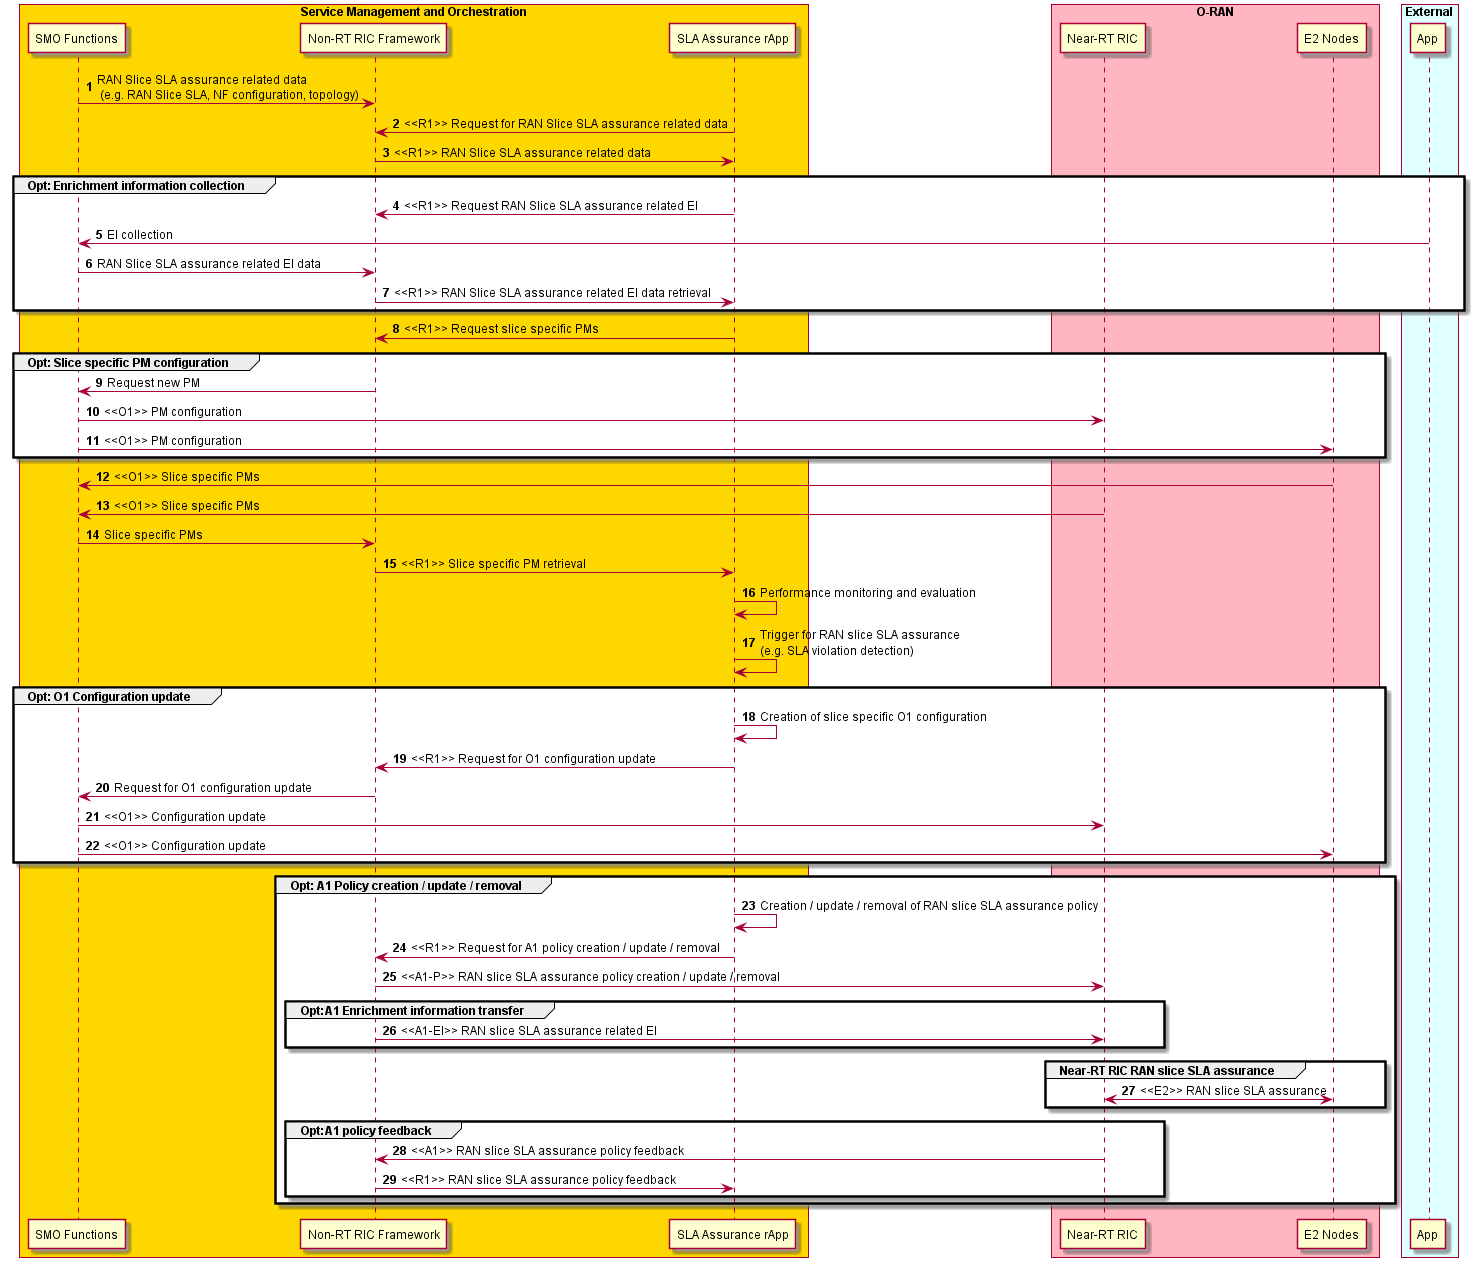 Service Management and Orchestration
O-RAN
External
SMO Functions
Non-RT RIC Framework
SLA Assurance rApp
Near-RT RIC
E2 Nodes
App
1 RAN Slice SLA assurance related data
(e.g. RAN Slice SLA, NF configuration, topology)
2 <<R1>> Request for RAN Slice SLA assurance related data
3 <<R1>> RAN Slice SLA assurance related data
Opt: Enrichment information collection
4 <<R1>> Request RAN Slice SLA assurance related EI
5 EI collection
6 RAN Slice SLA assurance related EI data
7 <<R1>> RAN Slice SLA assurance related EI data retrieval
8 <<R1>> Request slice specific PMs
Opt: Slice specific PM configuration
9 Request new PM
10 <<O1>> PM configuration
11 <<O1>> PM configuration
12 <<O1>> Slice specific PMs
13 <<O1>> Slice specific PMs
14 Slice specific PMs
15 <<R1>> Slice specific PM retrieval
16 Performance monitoring and evaluation
17 Trigger for RAN slice SLA assurance
(e.g. SLA violation detection)
Opt: O1 Configuration update
18 Creation of slice specific O1 configuration
19 <<R1>> Request for O1 configuration update
20 Request for O1 configuration update
21 <<O1>> Configuration update
22 <<O1>> Configuration update
Opt: A1 Policy creation / update / removal
23 Creation / update / removal of RAN slice SLA assurance policy
24 <<R1>> Request for A1 policy creation / update / removal
25 <<A1-P>> RAN slice SLA assurance policy creation / update / removal
Opt:A1 Enrichment information transfer
26 <<A1-EI>> RAN slice SLA assurance related EI
Near-RT RIC RAN slice SLA assurance
27 <<E2>> RAN slice SLA assurance
Opt:A1 policy feedback
28 <<A1>> RAN slice SLA assurance policy feedback
29 <<R1>> RAN slice SLA assurance policy feedback
SMO Functions
Non-RT RIC Framework
SLA Assurance rApp
Near-RT RIC
E2 Nodes
App